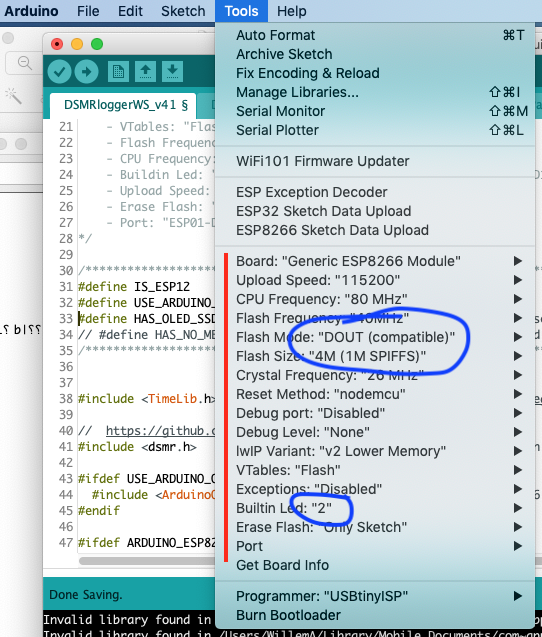 Arduino File Edit Sketch Tools Help
Auto Format ⌘T
Archive Sketch
Fix Encoding & Reload
Manage Libraries... ⇧⌘I
Serial Monitor ⇧⌘M
Serial Plotter ⇧⌘L
WiFi101 Firmware Updater
ESP Exception Decoder
ESP32 Sketch Data Upload
ESP8266 Sketch Data Upload
Board: "Generic ESP8266 Module"
Upload Speed: "115200"
CPU Frequency: "80 MHz"
Flash Frequency: "40MHz"
Flash Mode: "DOUT (compatible)"
Flash Size: "4M (1M SPIFFS)"
Crystal Frequency: "26 MHz"
Reset Method: "nodemcu"
Debug port: "Disabled"
Debug Level: "None"
lwIP Variant: "v2 Lower Memory"
VTables: "Flash"
Exceptions: "Disabled"
Builtin Led: "2"
Erase Flash: "Only Sketch"
Port
Get Board Info
Programmer: "USBtinyISP"
Burn Bootloader
DSMRloggerWS_v41 §
21 - VTables: "Flash
22 - Flash Frequenc
23 - CPU Frequency:
24 - Buildin Led: "
25 - Upload Speed:
26 - Erase Flash: "
27 - Port: "ESP01-D
28 */
29
30 /********************
31 #define IS_ESP12
32 #define USE_ARDUINO_
33 #define HAS_OLED_SSD
34 // #define HAS_NO_ME
35 /********************
36
37
38 #include <TimeLib.h>
39
40 // https://github.c
41 #include <dsmr.h>
42
43 #ifdef USE_ARDUINO_O
44 #include <ArduinoO
45 #endif
46
47 #ifdef ARDUINO_ESP82
Done Saving.
Invalid library found in
Invalid library found in /Users/WillemA/Library/Mobile Documents/com~ap